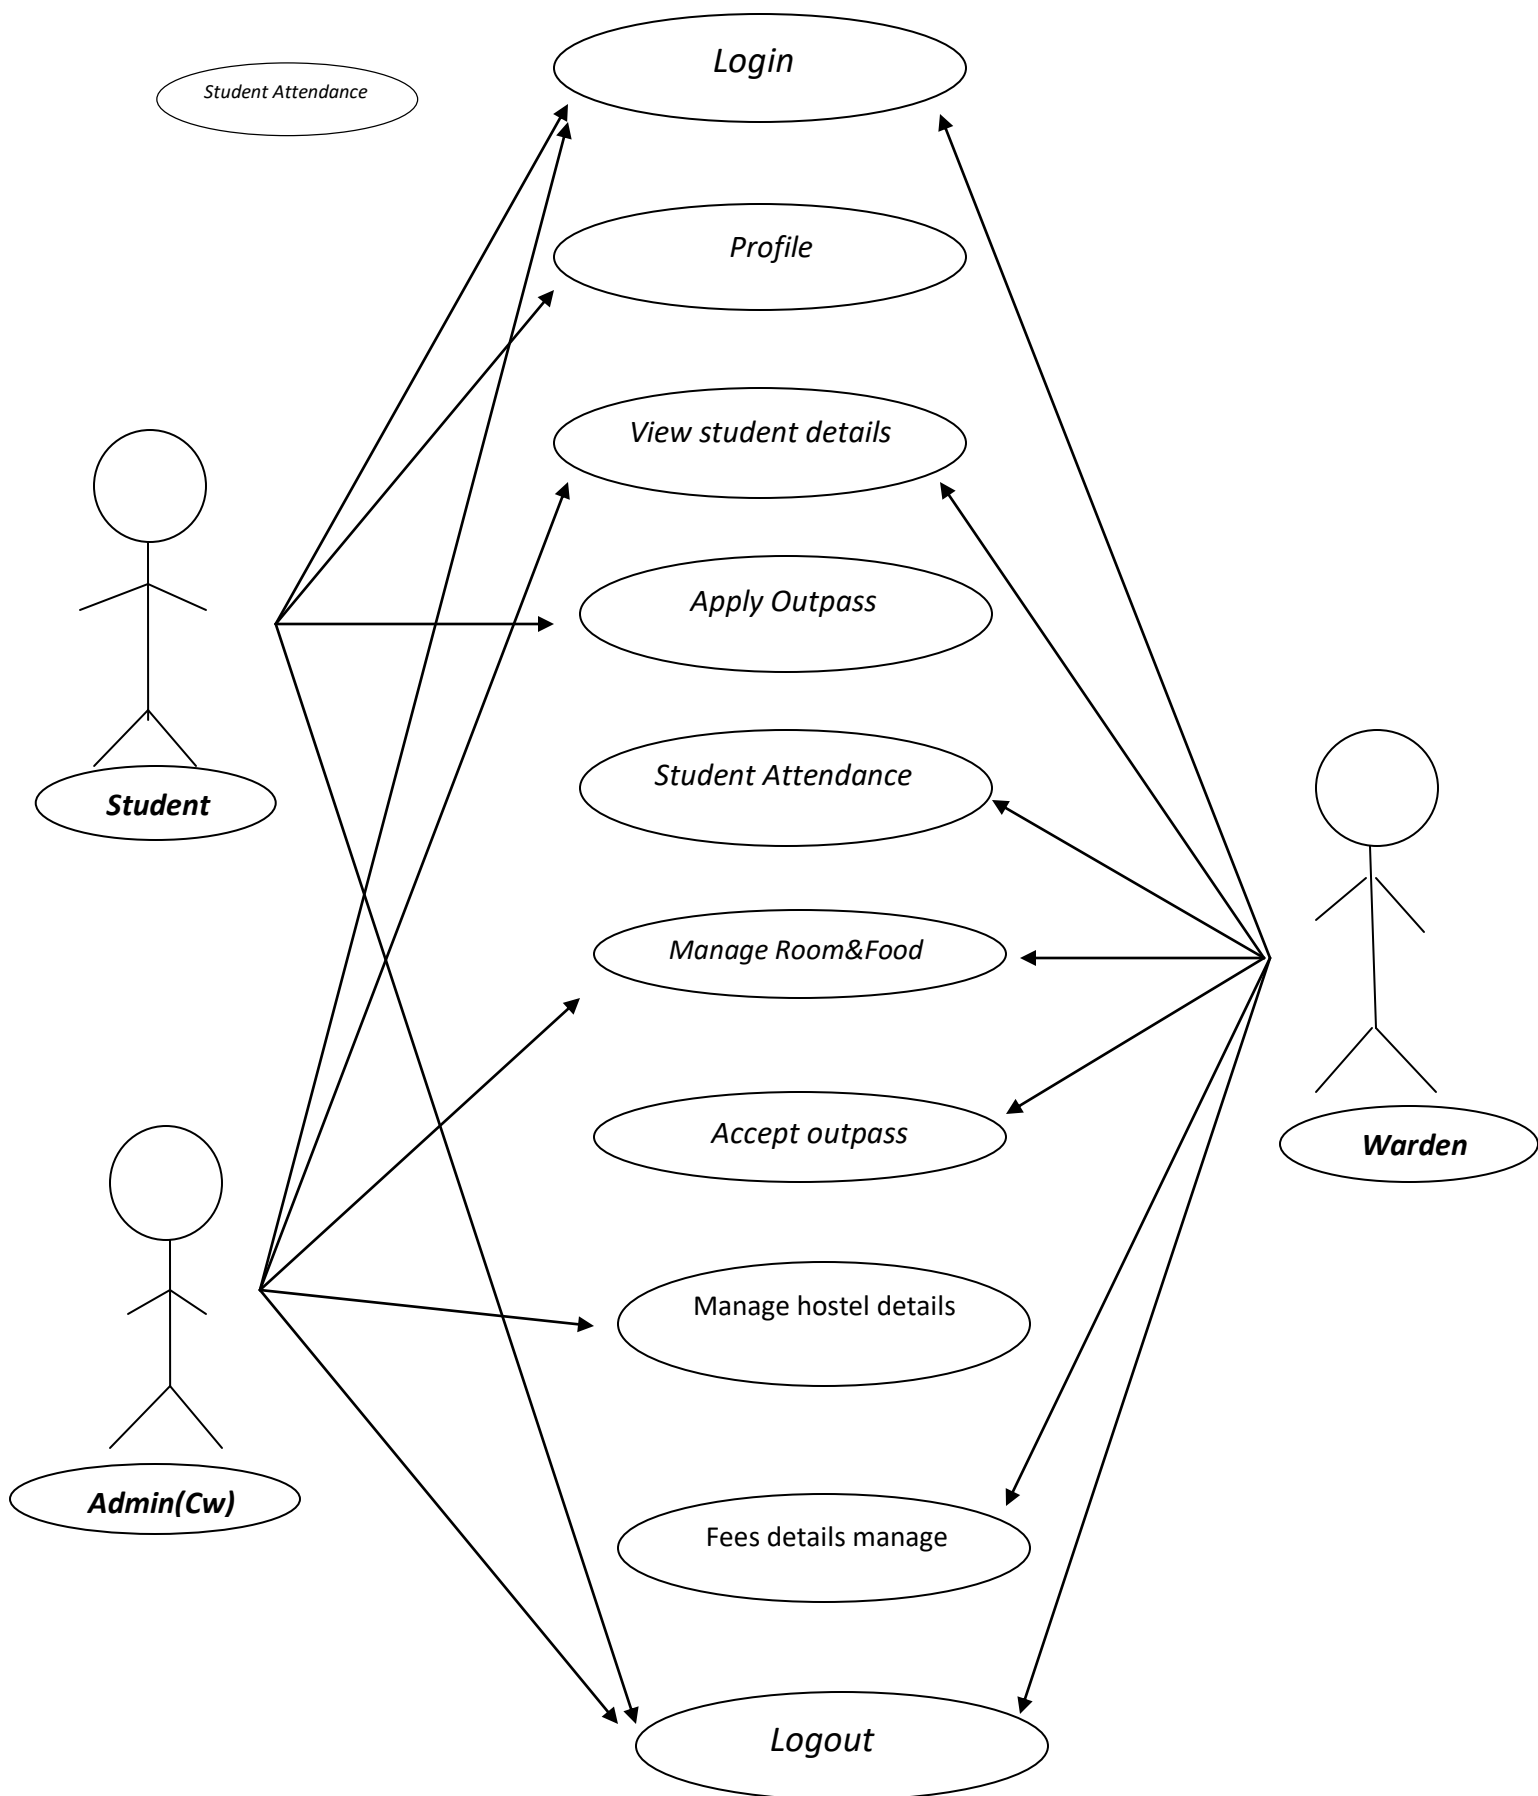 Login
Student Attendance
Profile
View student details
Apply Outpass
Student Attendance
Student
Manage Room&Food
Accept outpass
Warden
Manage hostel details
Admin(Cw)
Fees details manage
Logout